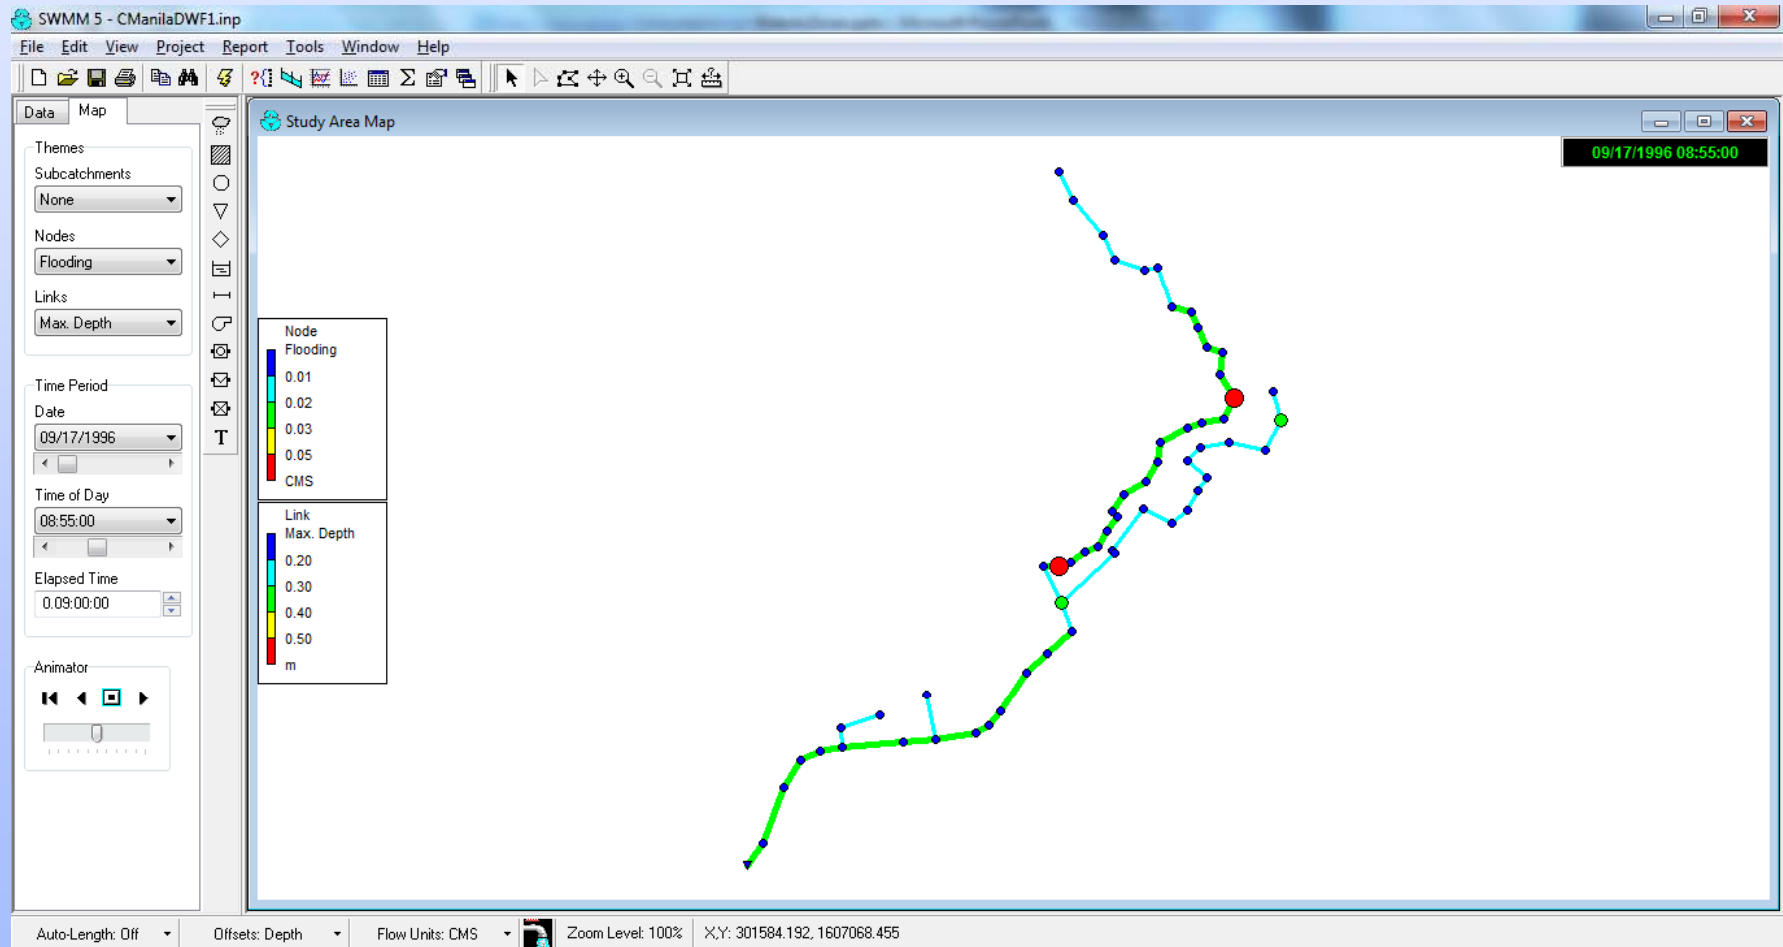 SWMM 5 - CManilaDWF1.inp
File Edit View Project Report Tools Window Help
Data Map
Study Area Map
09/17/1996 08:55:00
Themes
Subcatchments
None
Nodes
Flooding
Links
Max. Depth
Time Period
Date
09/17/1996
Time of Day
08:55:00
Elapsed Time
0.09:00:00
Animator
T
Node
Flooding
0.01
0.02
0.03
0.05
CMS
Link
Max. Depth
0.20
0.30
0.40
0.50
m
Auto-Length: Off Offsets: Depth Flow Units: CMS Zoom Level: 100% X,Y: 301584.192, 1607068.455